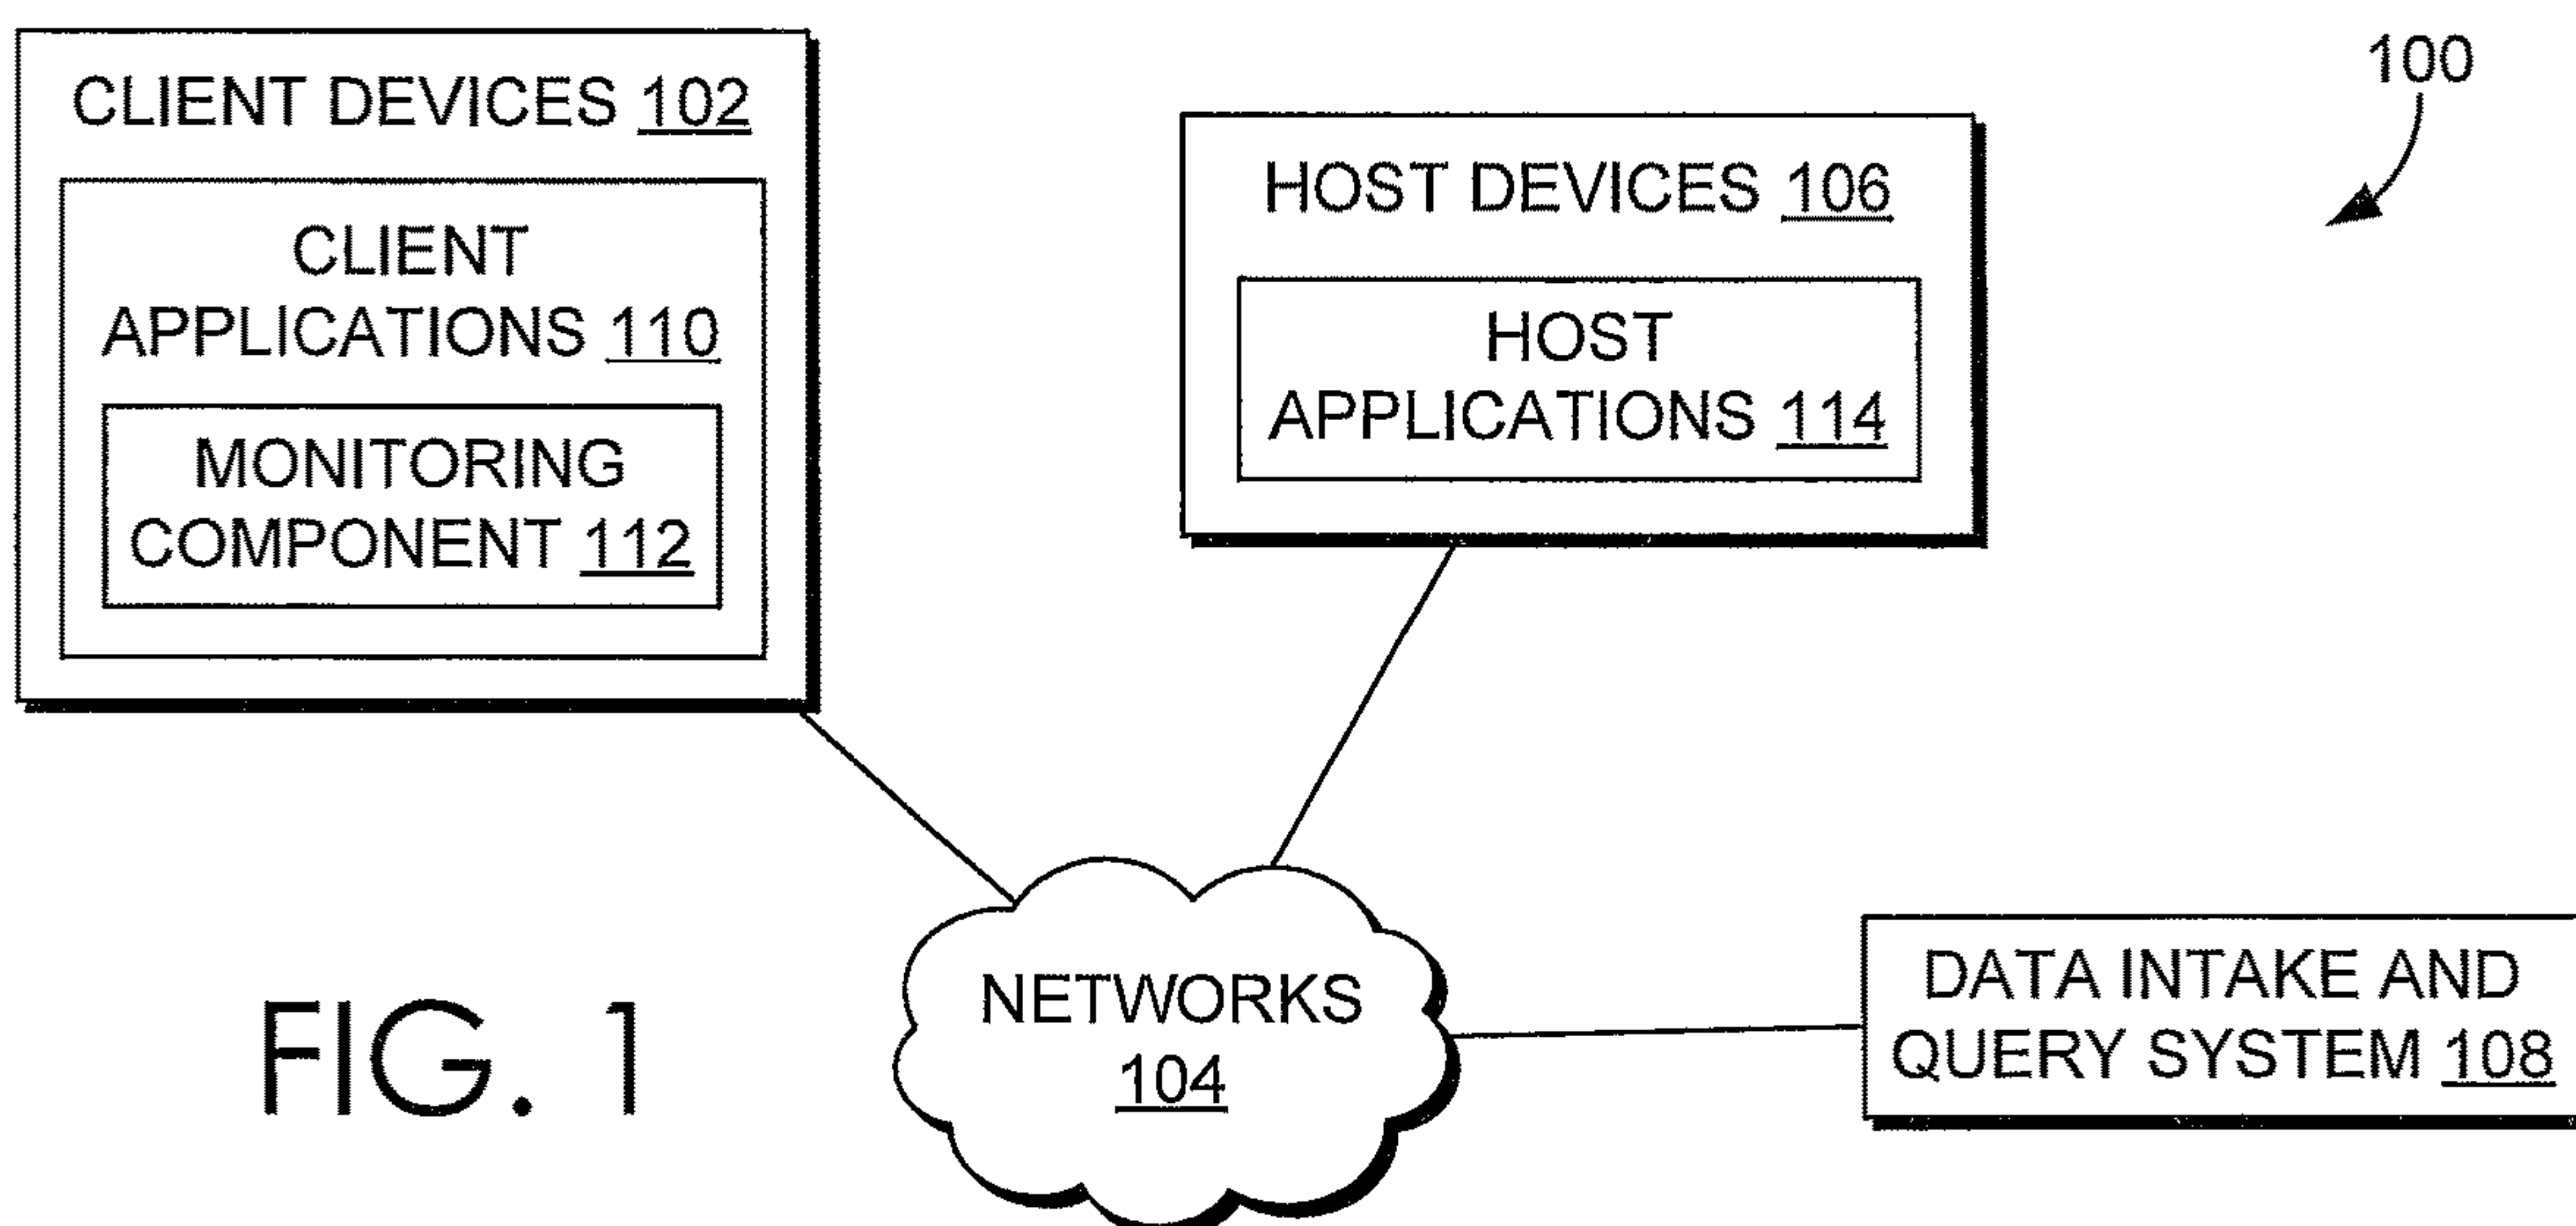 CLIENT DEVICES 102
CLIENT
APPLICATIONS 110
MONITORING
COMPONENT 112
HOST DEVICES 106
HOST
APPLICATIONS 114
100
NETWORKS
104
DATA INTAKE AND
QUERY SYSTEM 108
FIG. 1